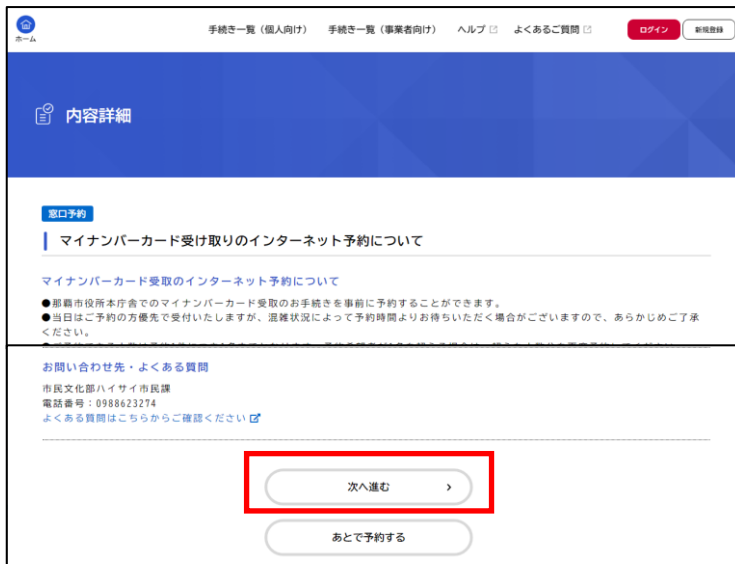 ホーム
手続き一覧（個人向け） 手続き一覧（事業者向け） ヘルプ よくあるご質問 ログイン 新規登録
内容詳細
窓口予約
マイナンバーカード受け取りのインターネット予約について
マイナンバーカード受取のインターネット予約について
●那覇市役所本庁舎でのマイナンバーカード受取のお手続きを事前に予約することができます。
●当日はご予約の方優先で受付いたしますが、混雑状況によって予約時間よりお待ちいただく場合がございますので、あらかじめご了承
ください。
お問い合わせ先・よくある質問
市民文化部ハイサイ市民課
電話番号：0988623274
よくある質問はこちらからご確認ください
次へ進む
あとで予約する